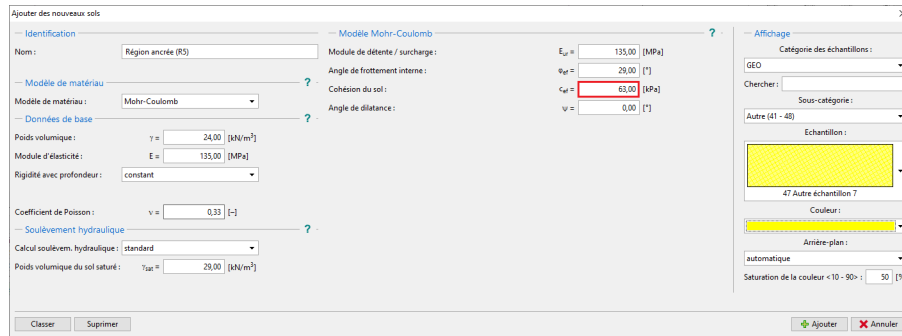 Ajouter des nouveaux sols
Identification
Nom : Région ancrée (R5)
Modèle de matériau ?
Modèle de matériau : Mohr-Coulomb
Données de base ?
Poids volumique : γ = 24,00 [kN/m³]
Module d'élasticité : E = 135,00 [MPa]
Rigidité avec profondeur : constant
Coefficient de Poisson : ν = 0,33 [–]
Soulèvement hydraulique ?
Calcul soulèvem. hydraulique : standard
Poids volumique du sol saturé : γsat = 29,00 [kN/m³]
Modèle Mohr-Coulomb ?
Module de détente / surcharge : Eur = 135,00 [MPa]
Angle de frottement interne : φef = 29,00 [°]
Cohésion du sol : cef = 63,00 [kPa]
Angle de dilatance : ψ = 0,00 [°]
Affichage
Catégorie des échantillons :
GEO
Chercher :
Sous-catégorie :
Autre (41 - 48)
Echantillon :
47 Autre échantillon 7
Couleur :
Arrière-plan :
automatique
Saturation de la couleur <10 - 90> : 50 [%
Classer Suprimer
Ajouter Annuler